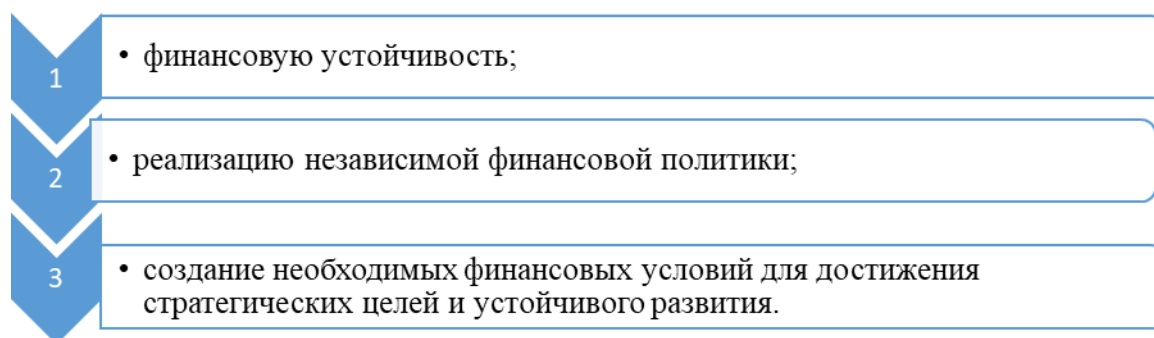 1
• финансовую устойчивость;
2
• реализацию независимой финансовой политики;
3
• создание необходимых финансовых условий для достижения
стратегических целей и устойчивого развития.